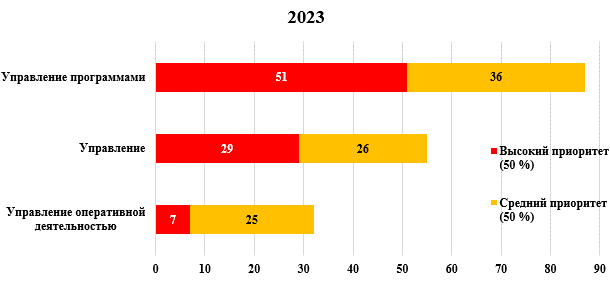 2023
Управление программами
51
36
Управление
29
26
Высокий приоритет
(50 %)
Управление оперативной
деятельностью
7
25
Средний приоритет
(50 %)
0 10 20 30 40 50 60 70 80 90